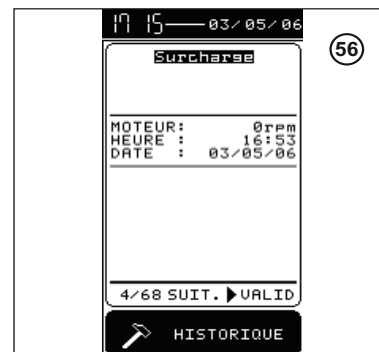 17 15 03/05/06
56
Surcharge
MOTEUR: 0rpm
HEURE : 16:53
DATE : 03/05/06
4/68 SUIT. ▶VALID
HISTORIQUE